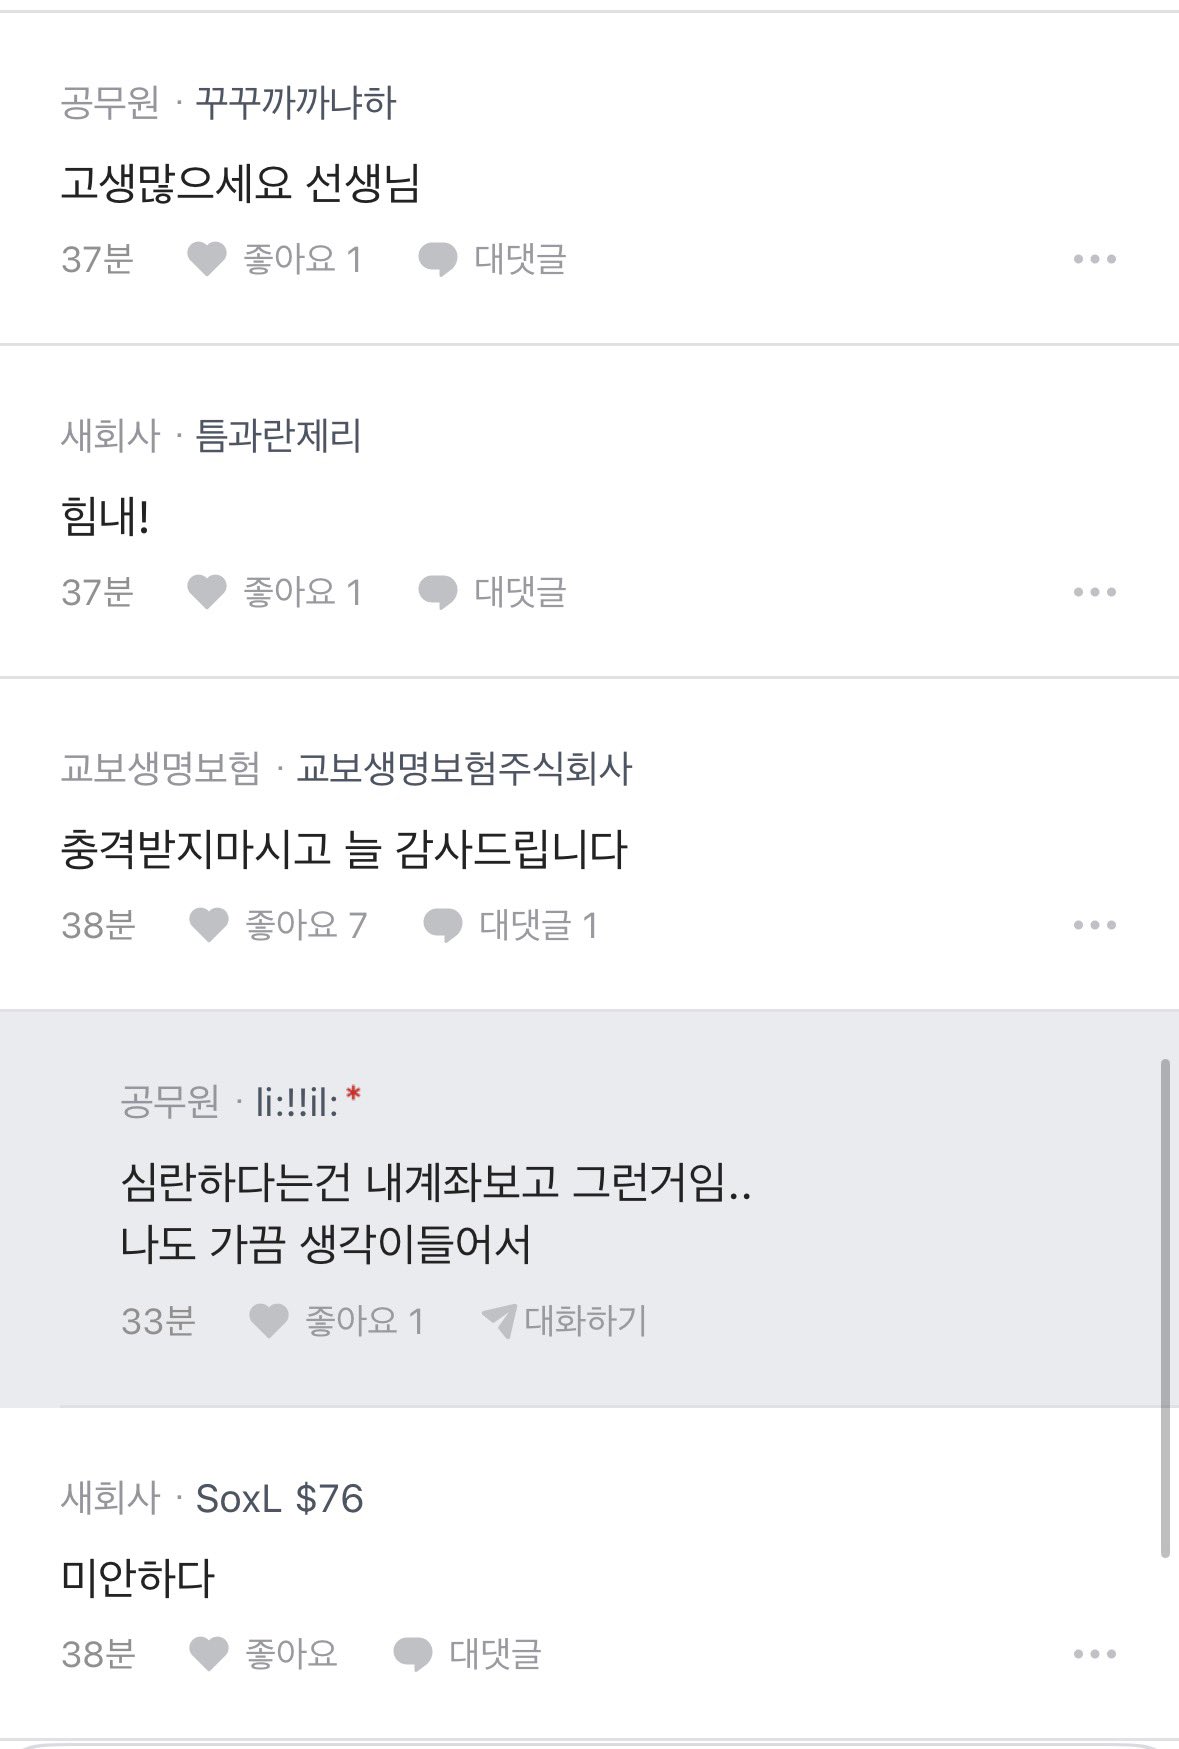 공무원 · 꾸꾸까까냐하
고생많으세요 선생님
37분 좋아요 1 대댓글
새회사 · 틈과란제리
힘내!
37분 좋아요 1 대댓글
교보생명보험 · 교보생명보험주식회사
충격받지마시고 늘 감사드립니다
38분 좋아요 7 대댓글 1
공무원 · li:!!il: *
심란하다는건 내계좌보고 그런거임..
나도 가끔 생각이들어서
33분 좋아요 1 대화하기
새회사 · SoxL $76
미안하다
38분 좋아요 대댓글